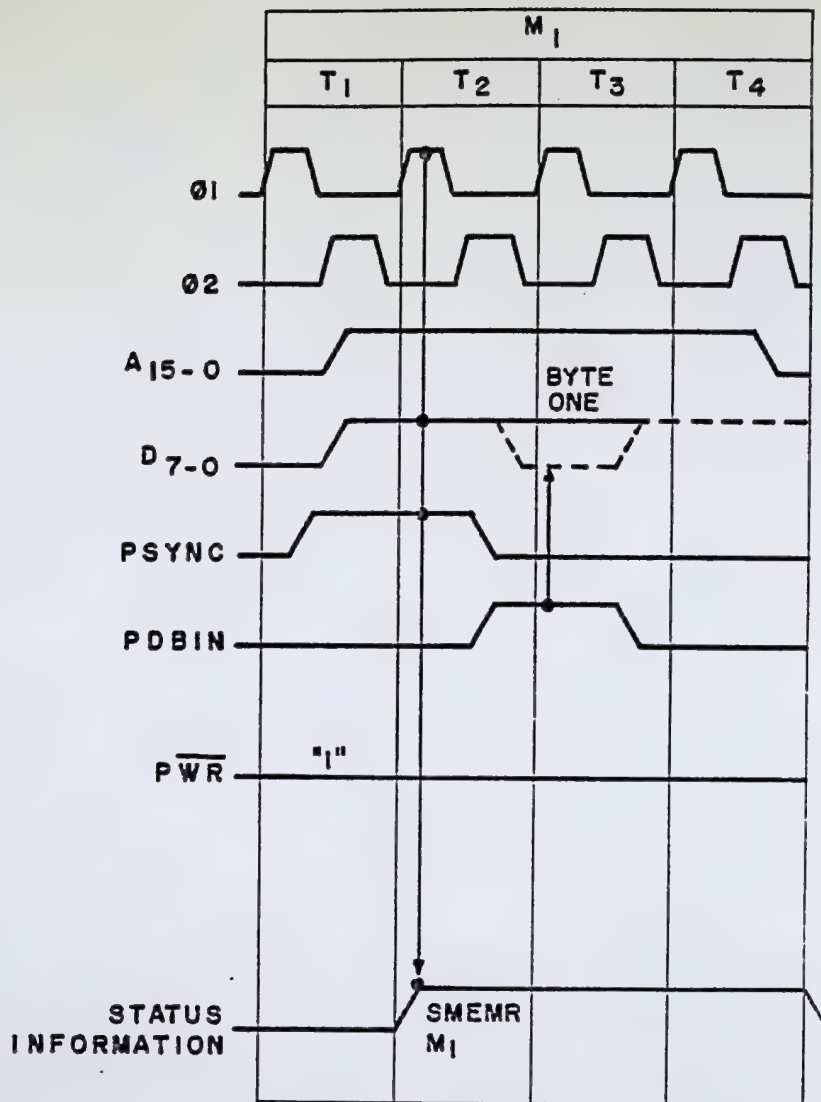 M1
T1 T2 T3 T4
Ø1
Ø2
A15-0
BYTE
ONE
D7-0
PSYNC
PDBIN
"1"
PWR
STATUS
INFORMATION
SMEMR
M1